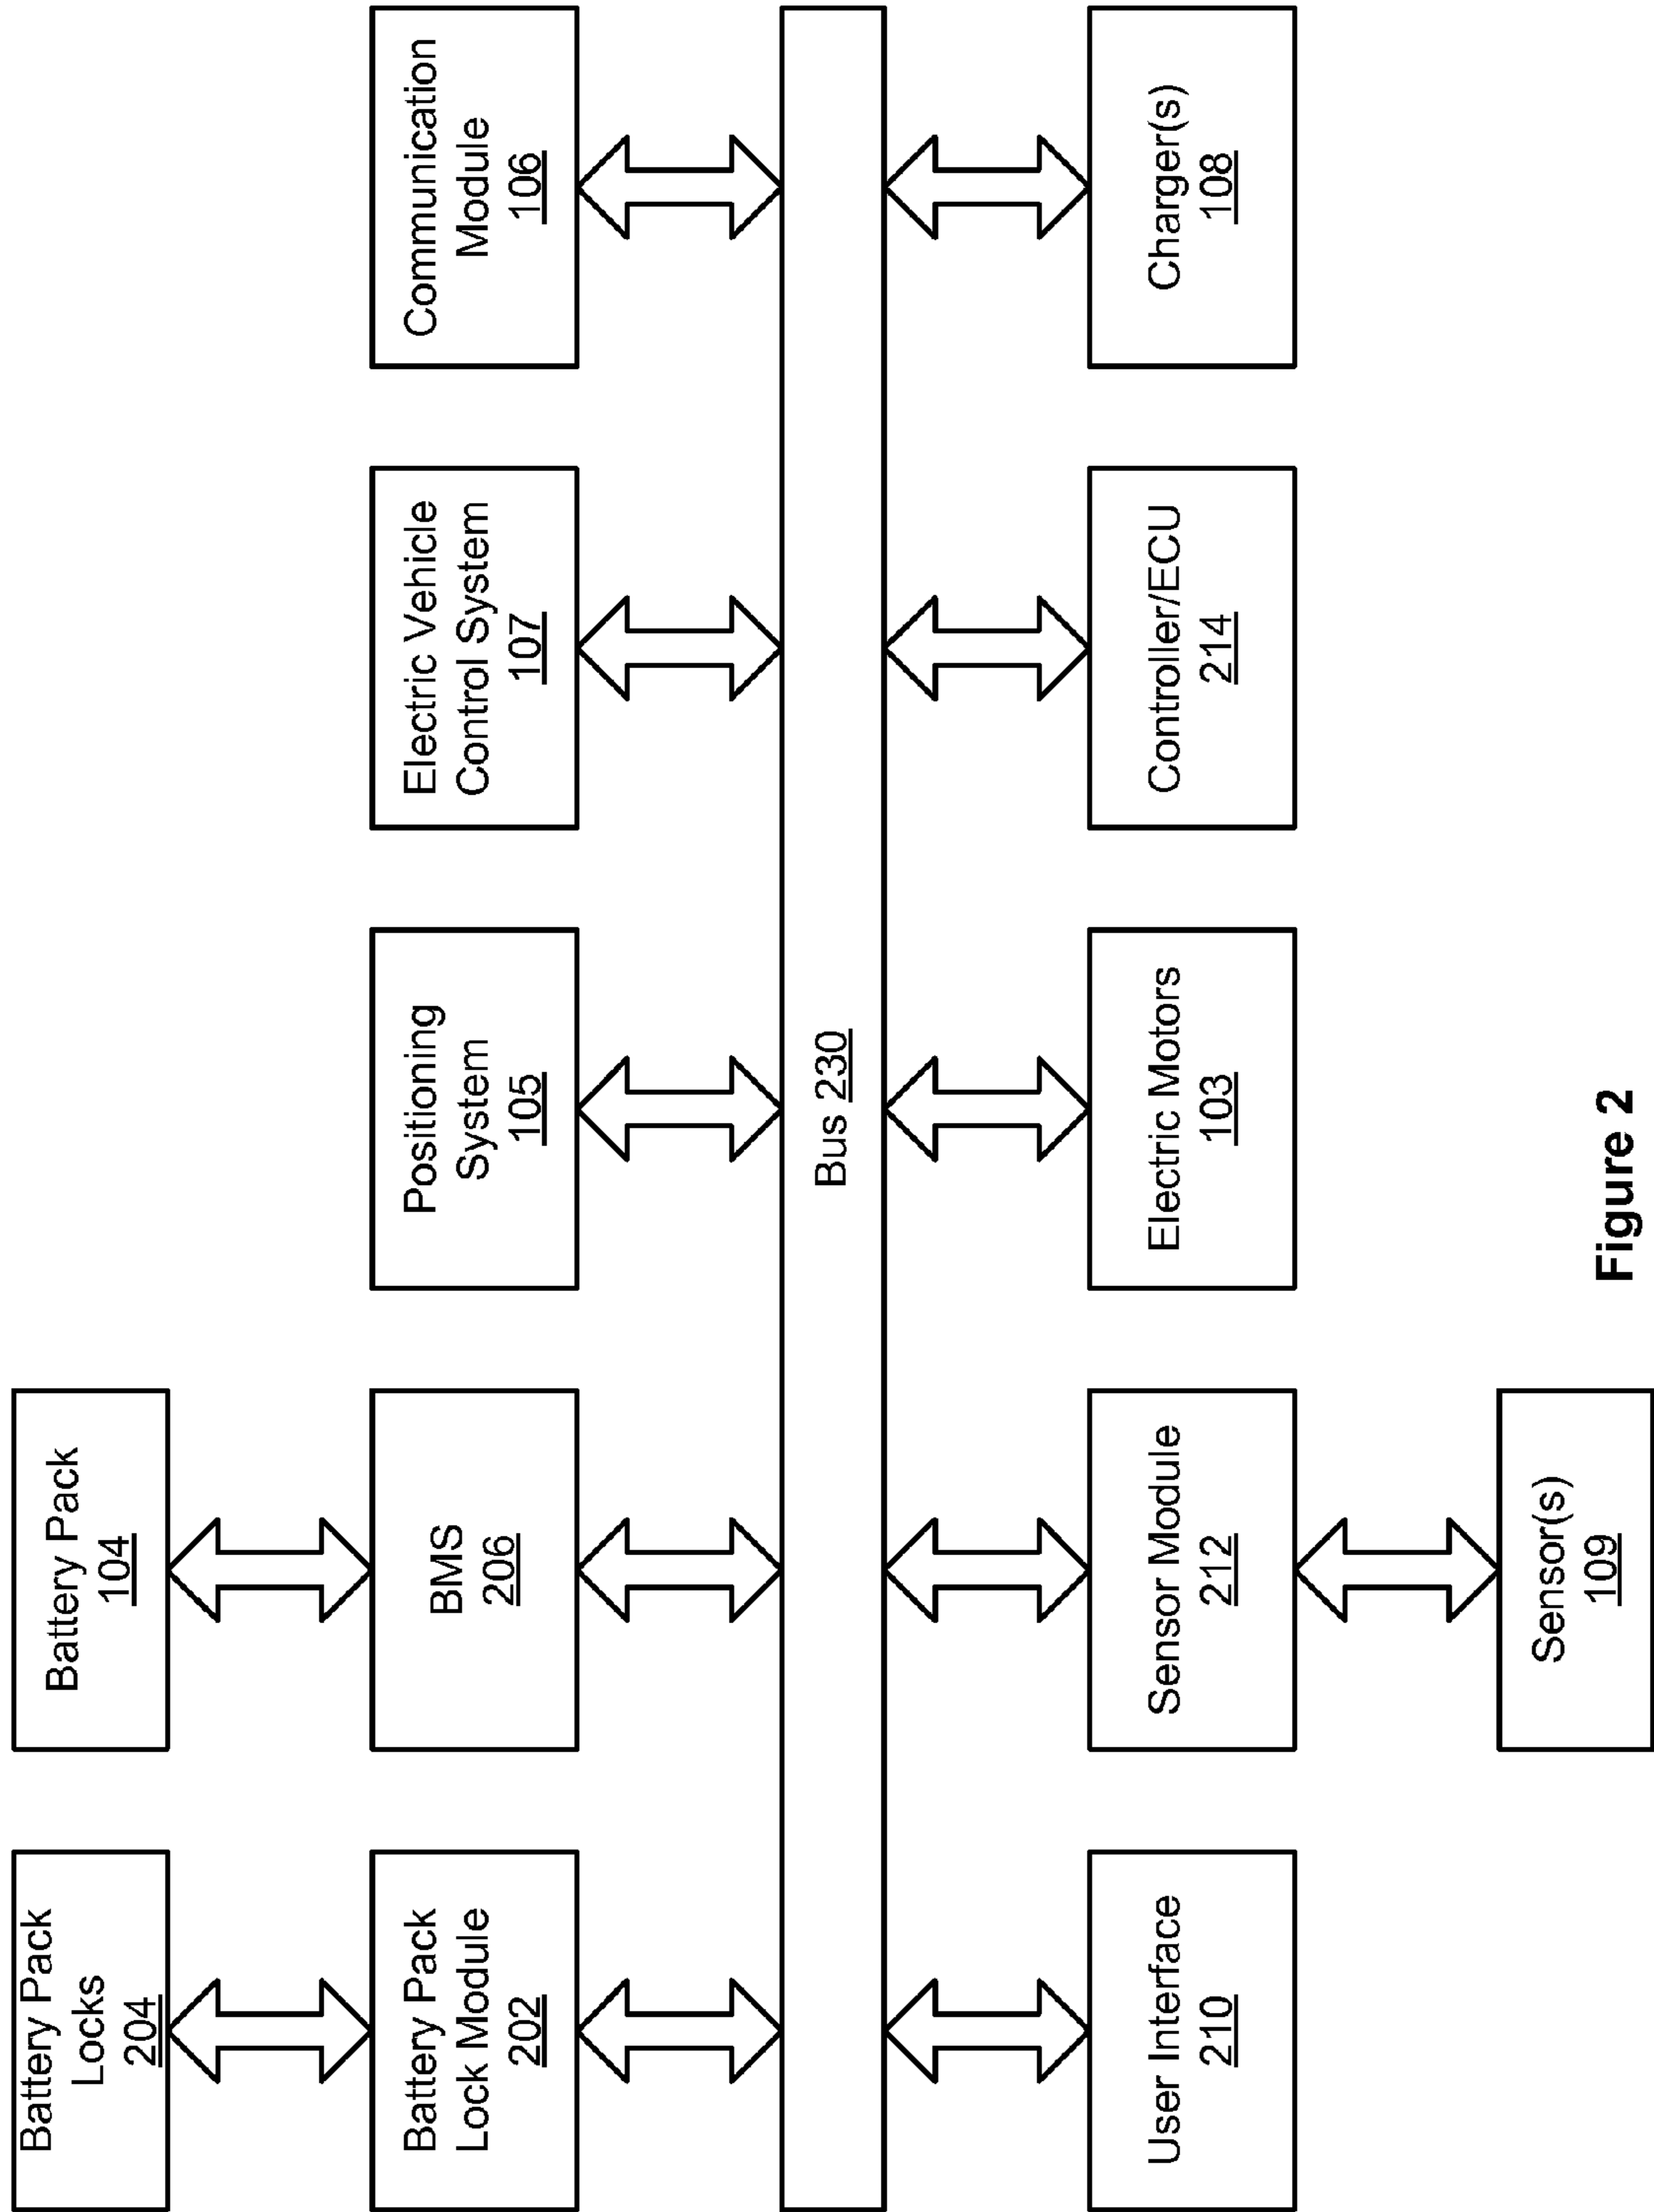 Battery Pack
Locks
204
Battery Pack
104
Battery Pack
Lock Module
202
BMS
206
Positioning
System
105
Electric Vehicle
Control System
107
Communication
Module
106
Bus 230
User Interface
210
Sensor Module
212
Electric Motors
103
Controller/ECU
214
Charger(s)
108
Sensor(s)
109
Figure 2